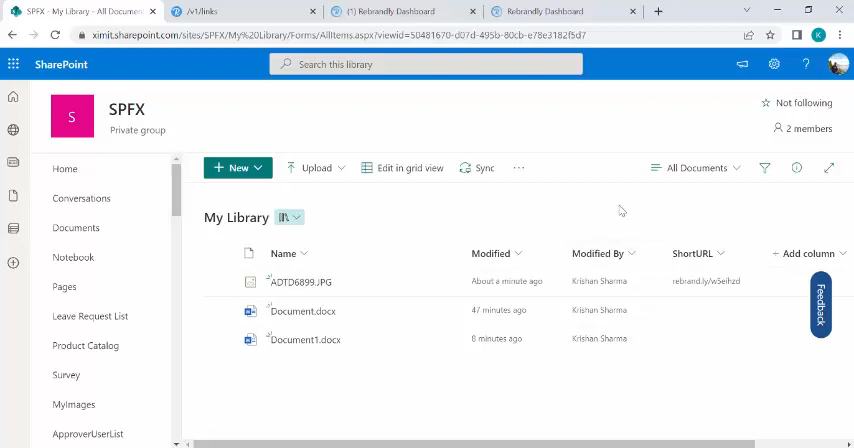 SPFX - My Library - All Document
/v1/links
(1) Rebrandly Dashboard
Rebrandly Dashboard
ximit.sharepoint.com/sites/SPFX/My%20Library/Forms/AllItems.aspx?viewid=50481670-d07d-495b-80cb-e78e3182f5d7
K
SharePoint
Search this library
?
S
SPFX
Private group
Not following
2 members
Home
Conversations
Documents
Notebook
Pages
Leave Request List
Product Catalog
Survey
MyImages
ApproverUserList
+ New
Upload
Edit in grid view
Sync
...
All Documents
My Library
Name
Modified
Modified By
ShortURL
+ Add column
ADTD6899.JPG
About a minute ago
Krishan Sharma
rebrand.ly/w5eihzd
Document.docx
47 minutes ago
Krishan Sharma
Document1.docx
8 minutes ago
Krishan Sharma
Feedback